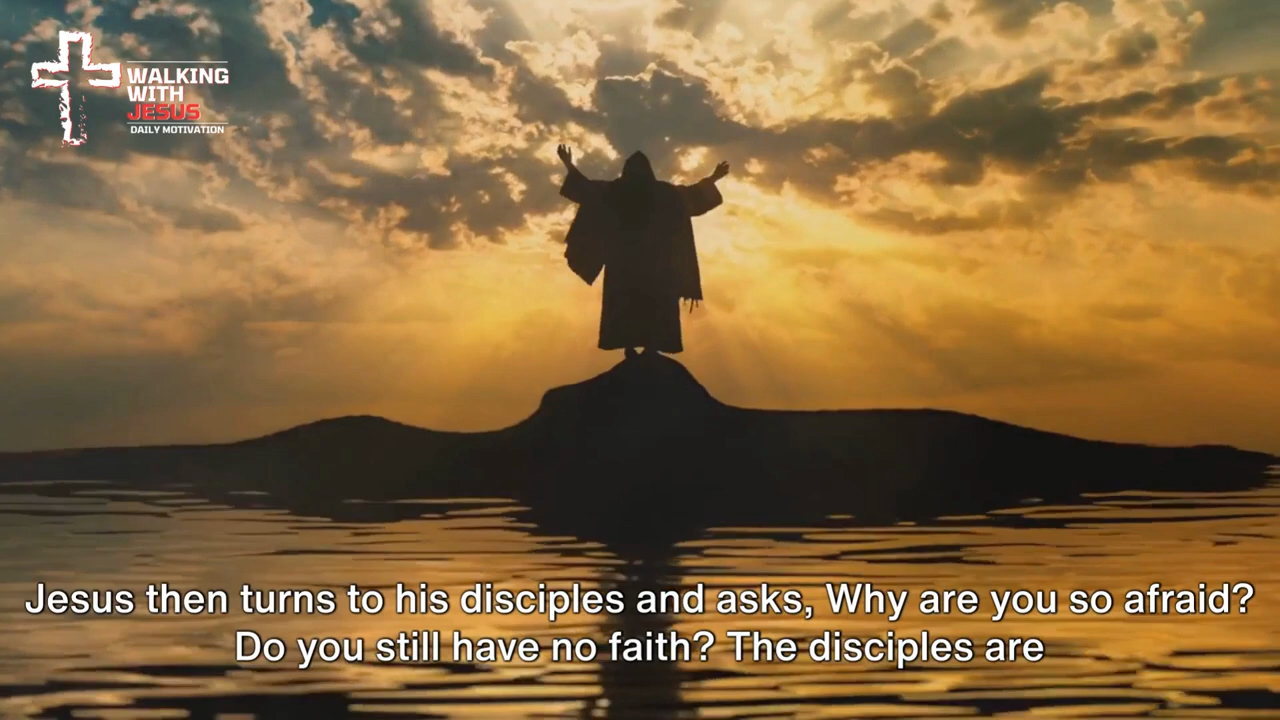 WALKING
WITH
JESUS
DAILY MOTIVATION
Jesus then turns to his disciples and asks, Why are you so afraid?
Do you still have no faith? The disciples are